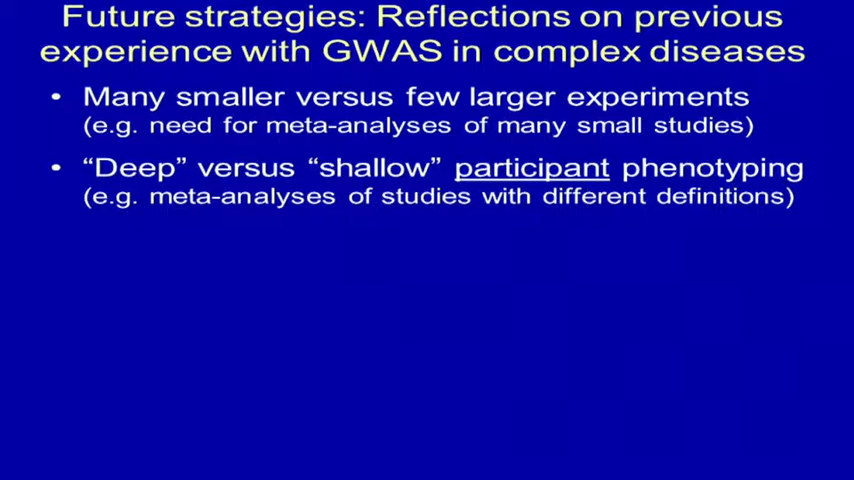 Future strategies: Reflections on previous
experience with GWAS in complex diseases
• Many smaller versus few larger experiments
(e.g. need for meta-analyses of many small studies)
• “Deep” versus “shallow” participant phenotyping
(e.g. meta-analyses of studies with different definitions)